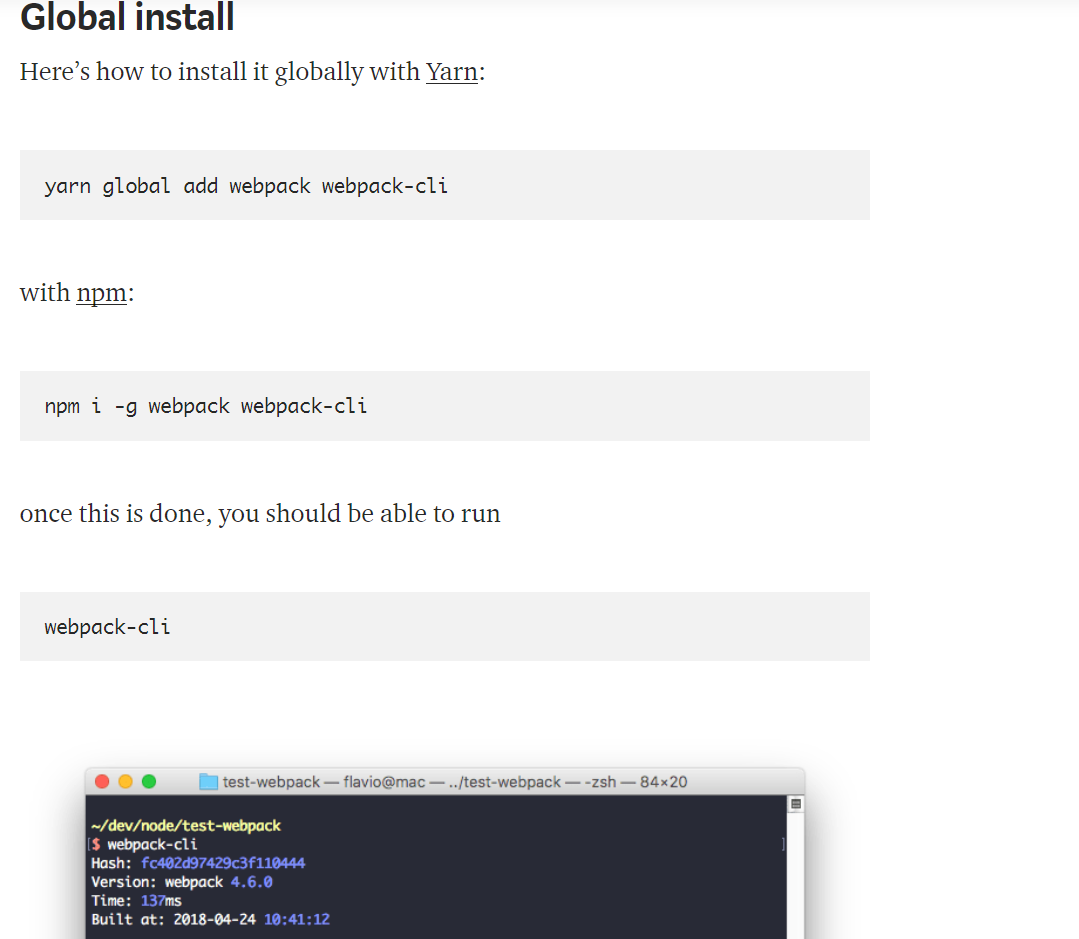 Global install
Here’s how to install it globally with Yarn:
yarn global add webpack webpack-cli
with npm:
npm i -g webpack webpack-cli
once this is done, you should be able to run
webpack-cli
test-webpack — flavio@mac — ../test-webpack — -zsh — 84×20
~/dev/node/test-webpack
[$ webpack-cli ]
Hash: fc402d97429c3f110444
Version: webpack 4.6.0
Time: 137ms
Built at: 2018-04-24 10:41:12